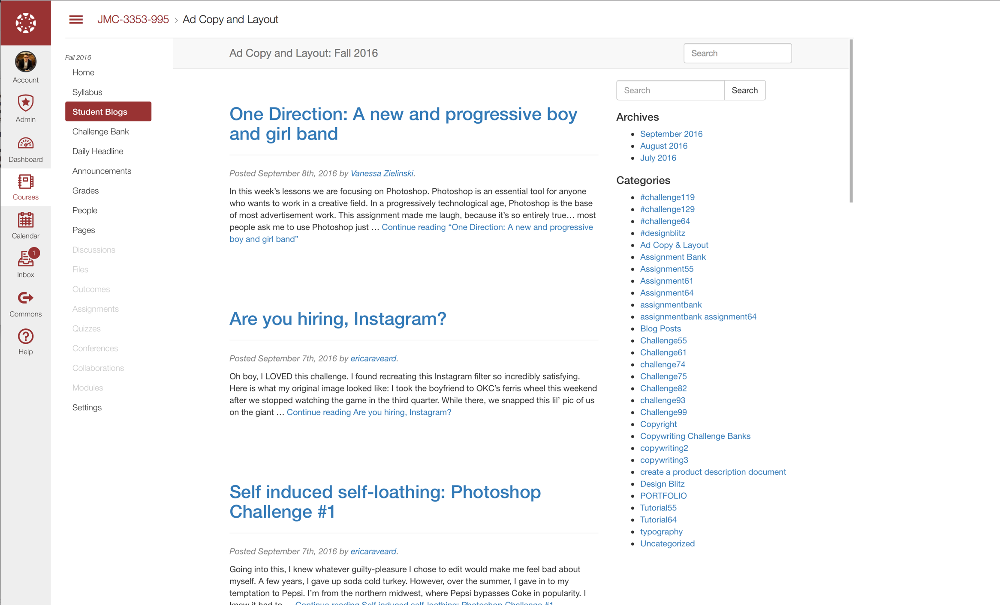 JMC-3353-995 > Ad Copy and Layout
Account
Admin
Dashboard
Courses
Calendar
1
Inbox
Commons
Help
Fall 2016
Home
Syllabus
Student Blogs
Challenge Bank
Daily Headline
Announcements
Grades
People
Pages
Discussions
Files
Outcomes
Assignments
Quizzes
Conferences
Collaborations
Modules
Settings
Ad Copy and Layout: Fall 2016
Search
One Direction: A new and progressive boy
and girl band
Posted September 8th, 2016 by Vanessa Zielinski.
In this week’s lessons we are focusing on Photoshop. Photoshop is an essential tool for anyone
who wants to work in a creative field. In a progressively technological age, Photoshop is the base
of most advertisement work. This assignment made me laugh, because it’s so entirely true… most
people ask me to use Photoshop just … Continue reading “One Direction: A new and progressive
boy and girl band”
Are you hiring, Instagram?
Posted September 7th, 2016 by ericaraveard.
Oh boy, I LOVED this challenge. I found recreating this Instagram filter so incredibly satisfying.
Here is what my original image looked like: I took the boyfriend to OKC’s ferris wheel this weekend
after we stopped watching the game in the third quarter. While there, we snapped this lil’ pic of us
on the giant … Continue reading Are you hiring, Instagram?
Self induced self-loathing: Photoshop
Challenge #1
Posted September 7th, 2016 by ericaraveard.
Going into this, I knew whatever guilty-pleasure I chose to edit would make me feel bad about
myself. A few years, I gave up soda cold turkey. However, over the summer, I gave in to my
temptation to Pepsi. I’m from the northern midwest, where Pepsi bypasses Coke in popularity. I
knew it had to … Continue reading Self induced self-loathing: Photoshop Challenge #1
Search
Search
Archives
September 2016
August 2016
July 2016
Categories
#challenge119
#challenge129
#challenge64
#designblitz
Ad Copy & Layout
Assignment Bank
Assignment55
Assignment61
Assignment64
assignmentbank
assignmentbank assignment64
Blog Posts
Challenge55
Challenge61
challenge74
Challenge75
Challenge82
challenge93
Challenge99
Copyright
Copywriting Challenge Banks
copywriting2
copywriting3
create a product description document
Design Blitz
PORTFOLIO
Tutorial55
Tutorial64
typography
Uncategorized